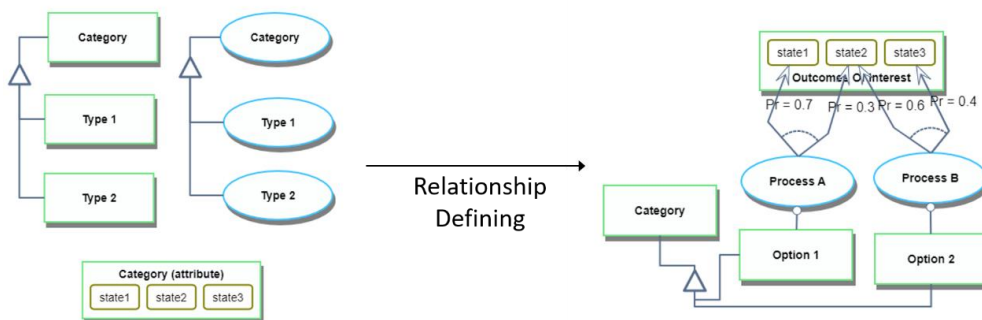 Category
Type 1
Type 2
Category
Type 1
Type 2
Category (attribute)
state1 state2 state3
Relationship
Defining
state1 state2 state3
Outcomes Of Interest
Pr = 0.7 Pr = 0.3 Pr = 0.6 Pr = 0.4
Process A
Process B
Category
Option 1
Option 2